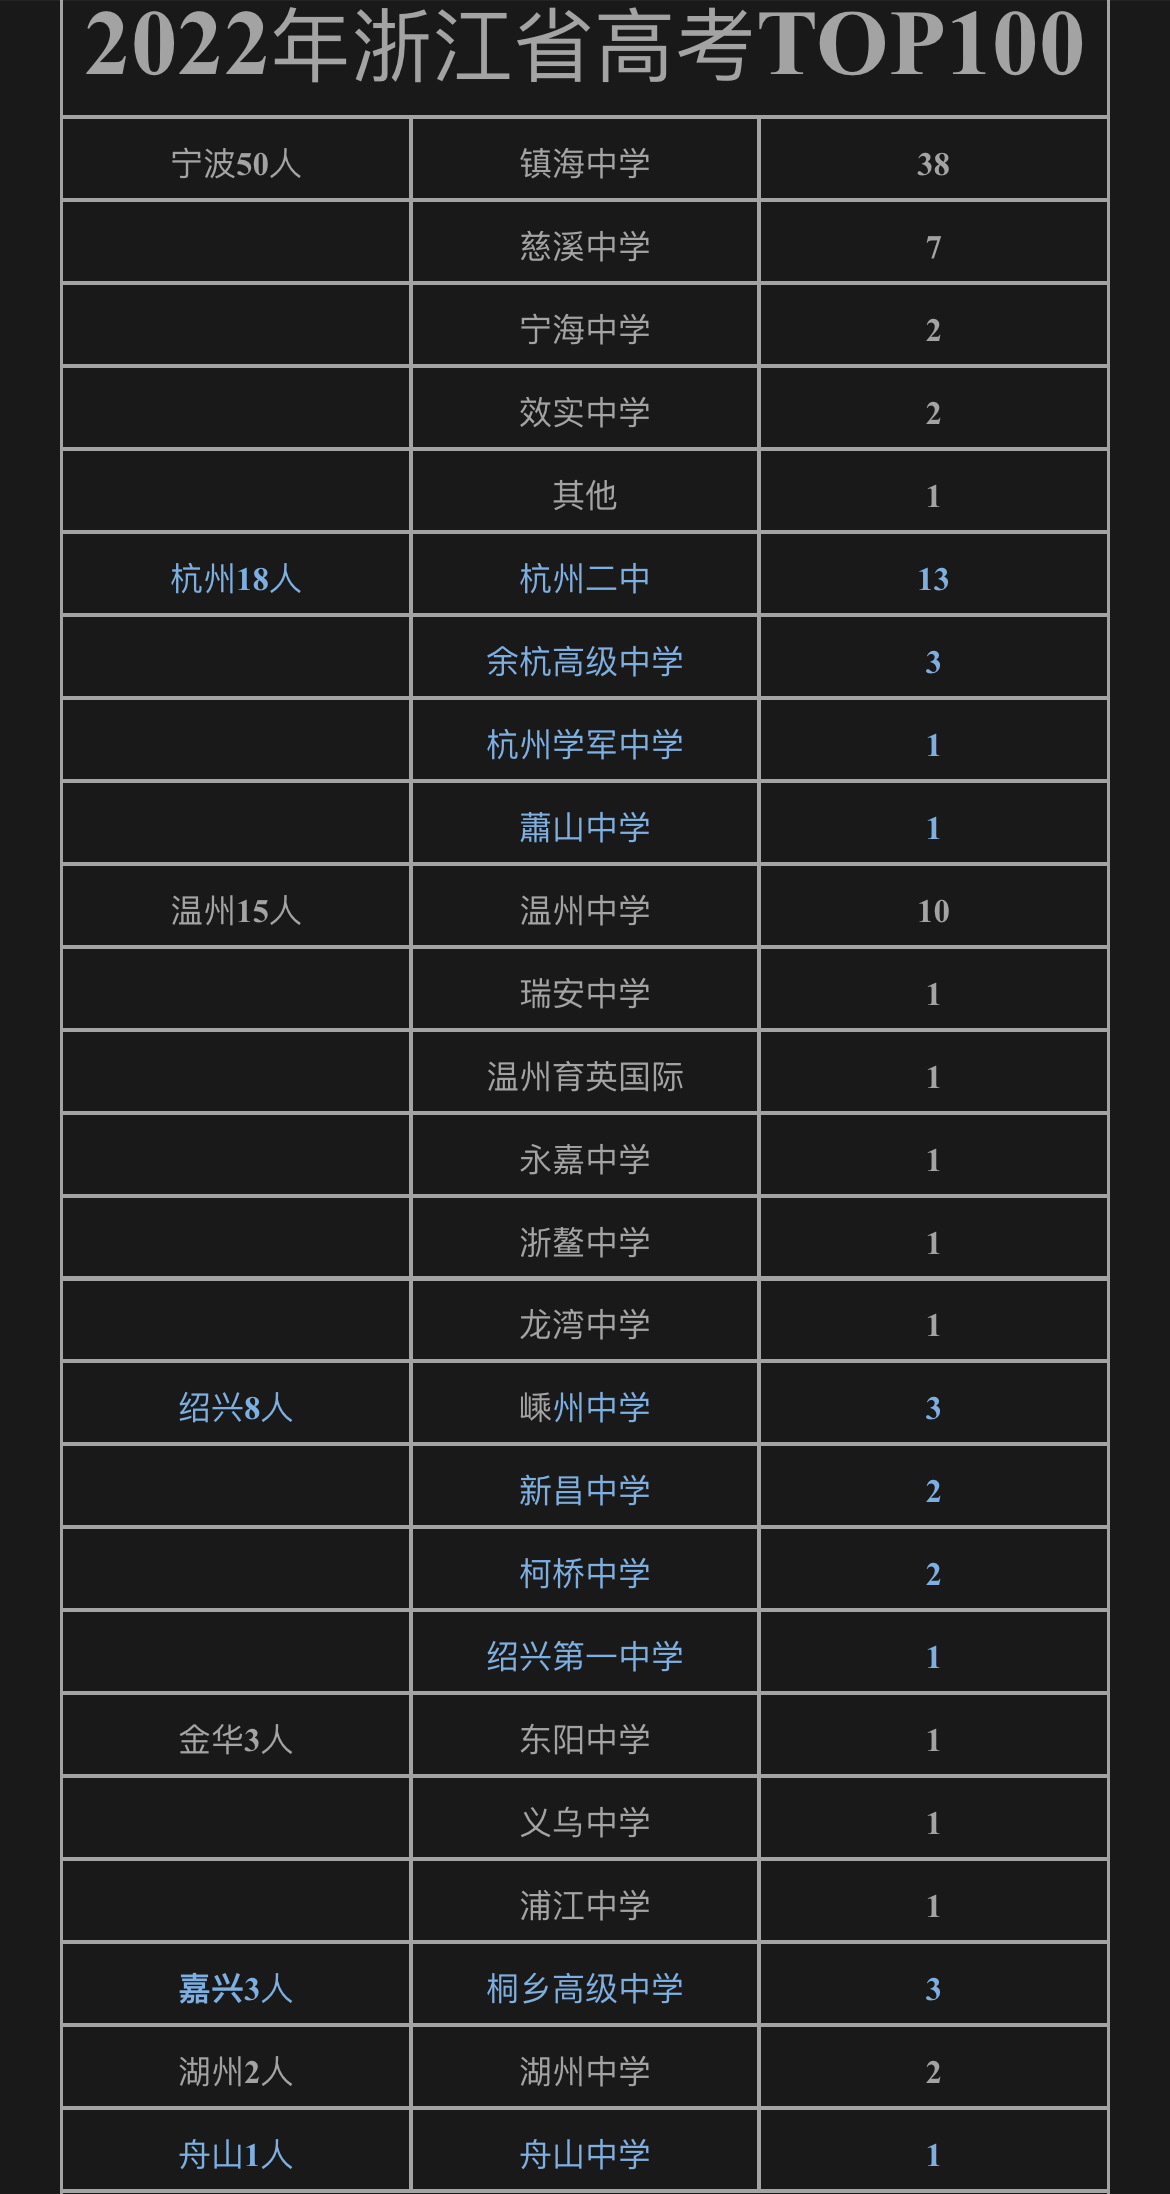 2022年浙江省高考TOP100
宁波50人 镇海中学 38
慈溪中学 7
宁海中学 2
效实中学 2
其他 1
杭州18人 杭州二中 13
余杭高级中学 3
杭州学军中学 1
蕭山中学 1
温州15人 温州中学 10
瑞安中学 1
温州育英国际 1
永嘉中学 1
浙鳌中学 1
龙湾中学 1
绍兴8人 嵊州中学 3
新昌中学 2
柯桥中学 2
绍兴第一中学 1
金华3人 东阳中学 1
义乌中学 1
浦江中学 1
嘉兴3人 桐乡高级中学 3
湖州2人 湖州中学 2
舟山1人 舟山中学 1